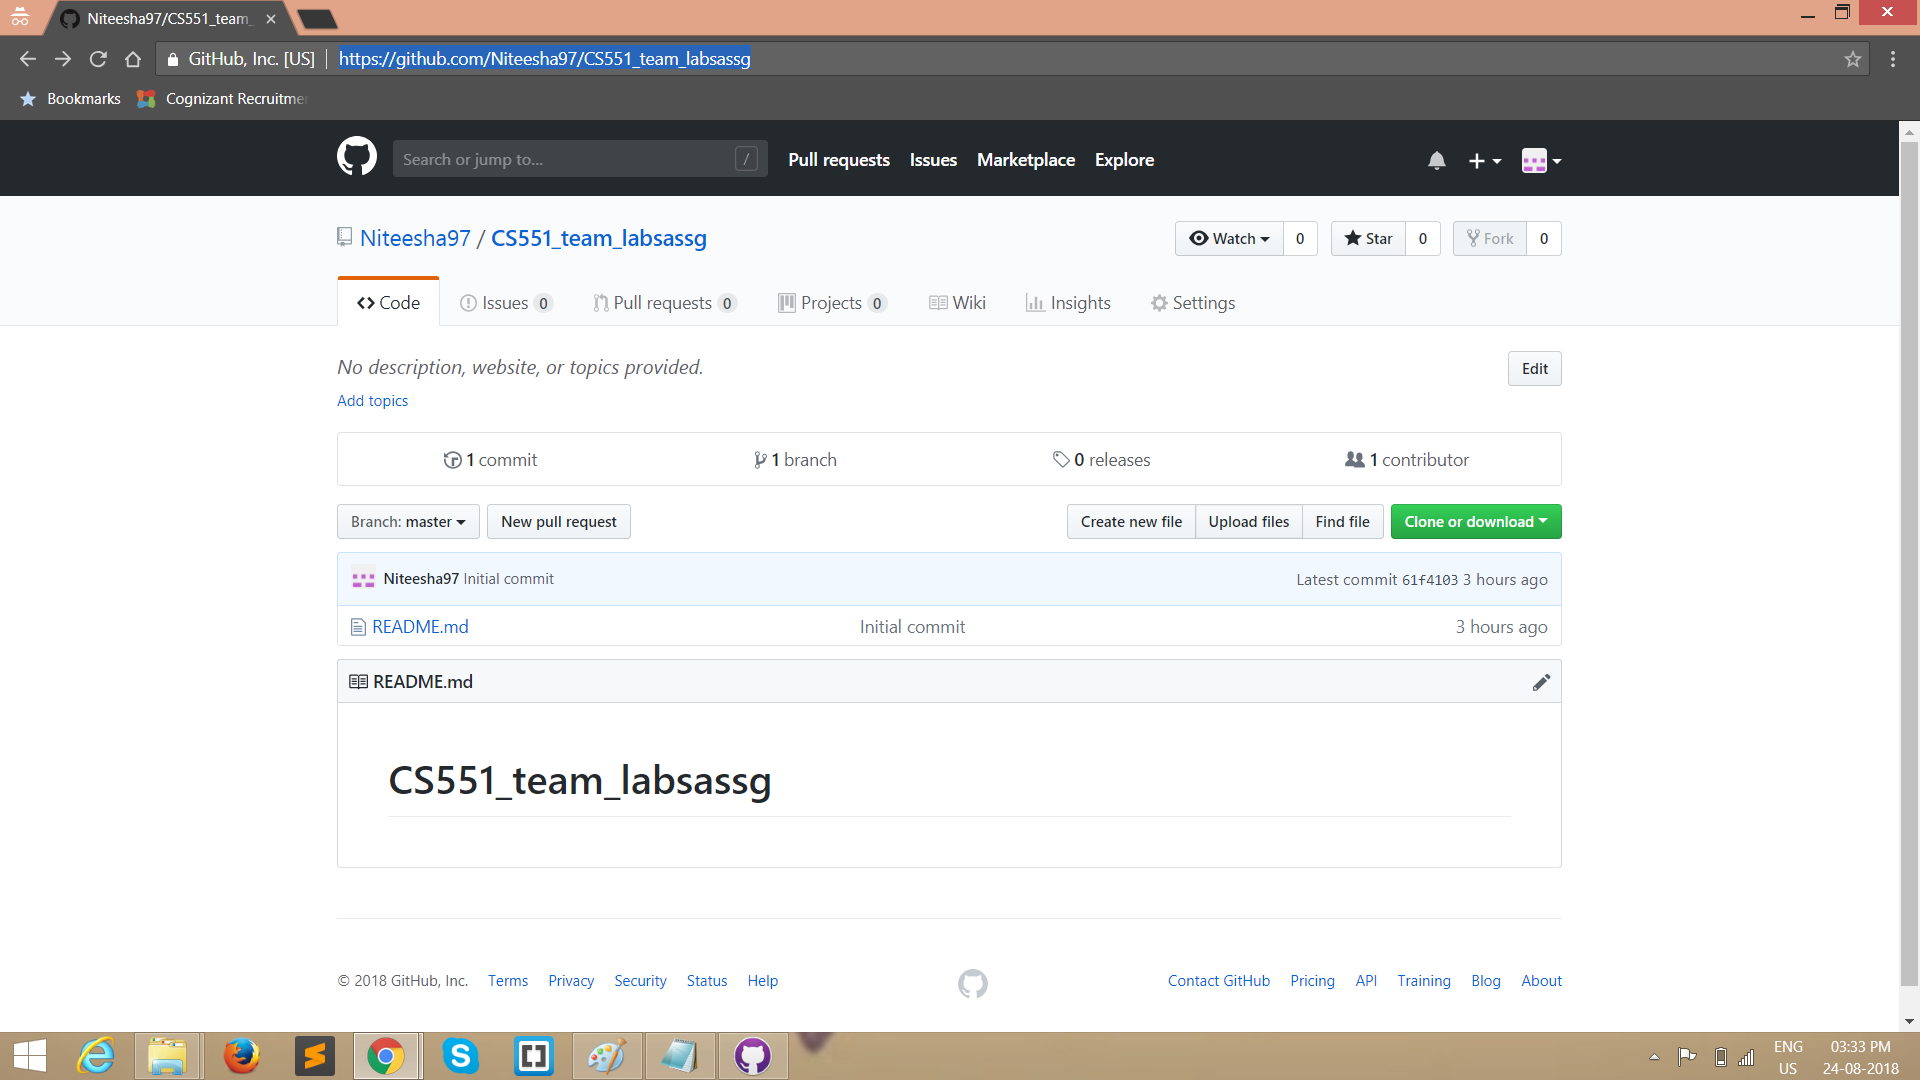 Niteesha97/CS551_team_
GitHub, Inc. [US] https://github.com/Niteesha97/CS551_team_labsassg
Bookmarks Cognizant Recruitme
Search or jump to... / Pull requests Issues Marketplace Explore
Niteesha97 / CS551_team_labsassg Watch 0 Star 0 Fork 0
Code Issues 0 Pull requests 0 Projects 0 Wiki Insights Settings
No description, website, or topics provided. Edit
Add topics
1 commit 1 branch 0 releases 1 contributor
Branch: master New pull request Create new file Upload files Find file Clone or download
Niteesha97 Initial commit Latest commit 61f4103 3 hours ago
README.md Initial commit 3 hours ago
README.md
CS551_team_labsassg
© 2018 GitHub, Inc. Terms Privacy Security Status Help Contact GitHub Pricing API Training Blog About
ENG 03:33 PM
US 24-08-2018